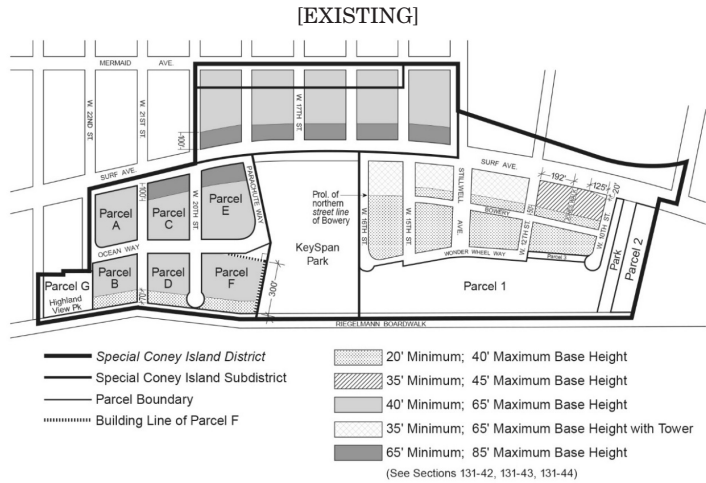 [EXISTING]
MERMAID AVE.
W 22ND ST.
W 21ST ST.
W 17TH ST.
100'
SURF AVE.
SURF AVE.
192'
125'
20'
100'
W 20TH ST.
PARACHUTE WAY
Parcel A
Parcel C
Parcel E
Prol. of
northern
street line
of Bowery
W 16TH ST.
W 15TH ST.
STILLWELL AVE.
BOWERY
W 12TH ST.
W 10TH ST.
KeySpan
Park
OCEAN WAY
WONDER WHEEL WAY
Parcel 3
Park
Parcel 2
Parcel G
Highland
View Pk
Parcel B
70'
Parcel D
Parcel F
300'
Parcel 1
RIEGELMANN BOARDWALK
Special Coney Island District
Special Coney Island Subdistrict
Parcel Boundary
Building Line of Parcel F
20' Minimum; 40' Maximum Base Height
35' Minimum; 45' Maximum Base Height
40' Minimum; 65' Maximum Base Height
35' Minimum; 65' Maximum Base Height with Tower
65' Minimum; 85' Maximum Base Height
(See Sections 131-42, 131-43, 131-44)